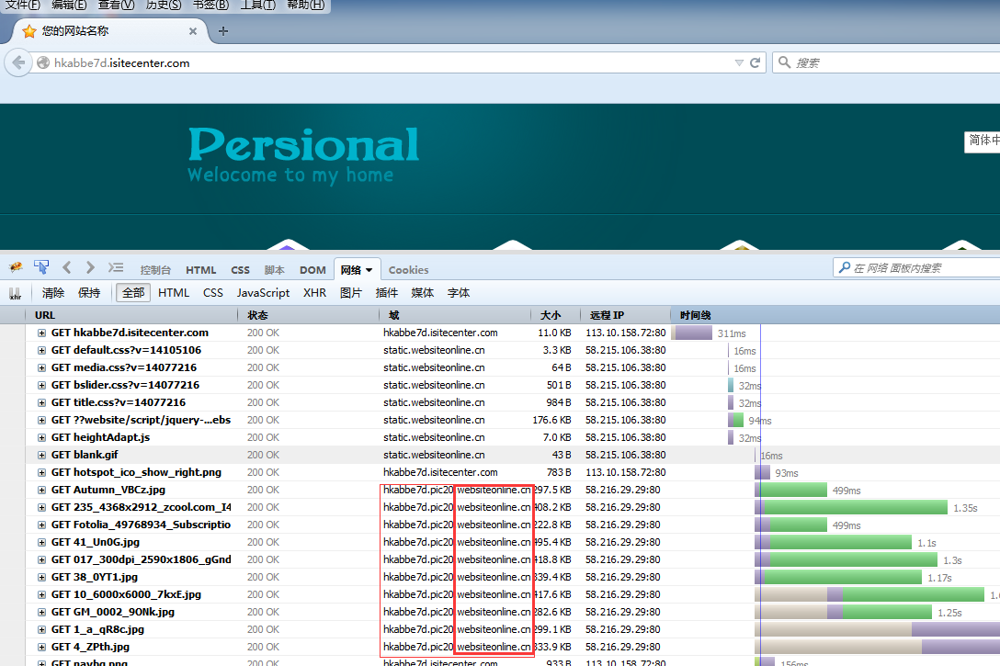 文件(F) 编辑(E) 查看(V) 历史(S) 书签(B) 工具(T) 帮助(H)
您的网站名称
hkabbe7d.isitecenter.com 搜索
Persional
Welocome to my home
简体中
控制台 HTML CSS 脚本 DOM 网络 Cookies 在 网络 面板内搜索
清除 保持 全部 HTML CSS JavaScript XHR 图片 插件 媒体 字体
URL 状态 域 大小 远程 IP 时间线
GET hkabbe7d.isitecenter.com 200 OK hkabbe7d.isitecenter.com 11.0 KB 113.10.158.72:80 311ms
GET default.css?v=14105106 200 OK static.websiteonline.cn 3.3 KB 58.215.106.38:80 16ms
GET media.css?v=14077216 200 OK static.websiteonline.cn 64 B 58.215.106.38:80 16ms
GET bslider.css?v=14077216 200 OK static.websiteonline.cn 501 B 58.215.106.38:80 32ms
GET title.css?v=14077216 200 OK static.websiteonline.cn 984 B 58.215.106.38:80 32ms
GET ??website/script/jquery-...ebs 200 OK static.websiteonline.cn 176.6 KB 58.215.106.38:80 94ms
GET heightAdapt.js 200 OK static.websiteonline.cn 7.0 KB 58.215.106.38:80 32ms
GET blank.gif 200 OK static.websiteonline.cn 43 B 58.215.106.38:80 16ms
GET hotspot_ico_show_right.png 200 OK hkabbe7d.isitecenter.com 783 B 113.10.158.72:80 93ms
GET Autumn_VBCz.jpg 200 OK hkabbe7d.pic20.websiteonline.cn 297.5 KB 58.216.29.29:80 499ms
GET 235_4368x2912_zcool.com_I4 200 OK hkabbe7d.pic20.websiteonline.cn 408.2 KB 58.216.29.29:80 1.35s
GET Fotolia_49768934_Subscriptio 200 OK hkabbe7d.pic20.websiteonline.cn 222.8 KB 58.216.29.29:80 499ms
GET 41_Un0G.jpg 200 OK hkabbe7d.pic20.websiteonline.cn 495.4 KB 58.216.29.29:80 1.1s
GET 017_300dpi_2590x1806_gGnd 200 OK hkabbe7d.pic20.websiteonline.cn 418.8 KB 58.216.29.29:80 1.3s
GET 38_0YT1.jpg 200 OK hkabbe7d.pic20.websiteonline.cn 339.4 KB 58.216.29.29:80 1.17s
GET 10_6000x6000_7kxE.jpg 200 OK hkabbe7d.pic20.websiteonline.cn 417.6 KB 58.216.29.29:80 1.
GET GM_0002_9ONk.jpg 200 OK hkabbe7d.pic20.websiteonline.cn 282.6 KB 58.216.29.29:80 1.25s
GET 1_a_qR8c.jpg 200 OK hkabbe7d.pic20.websiteonline.cn 299.1 KB 58.216.29.29:80
GET 4_ZPth.jpg 200 OK hkabbe7d.pic20.websiteonline.cn 333.9 KB 58.216.29.29:80
GET navbg.png 200 OK hkabbe7d.isitecenter.com 933 B 113.10.158.72:80 156ms